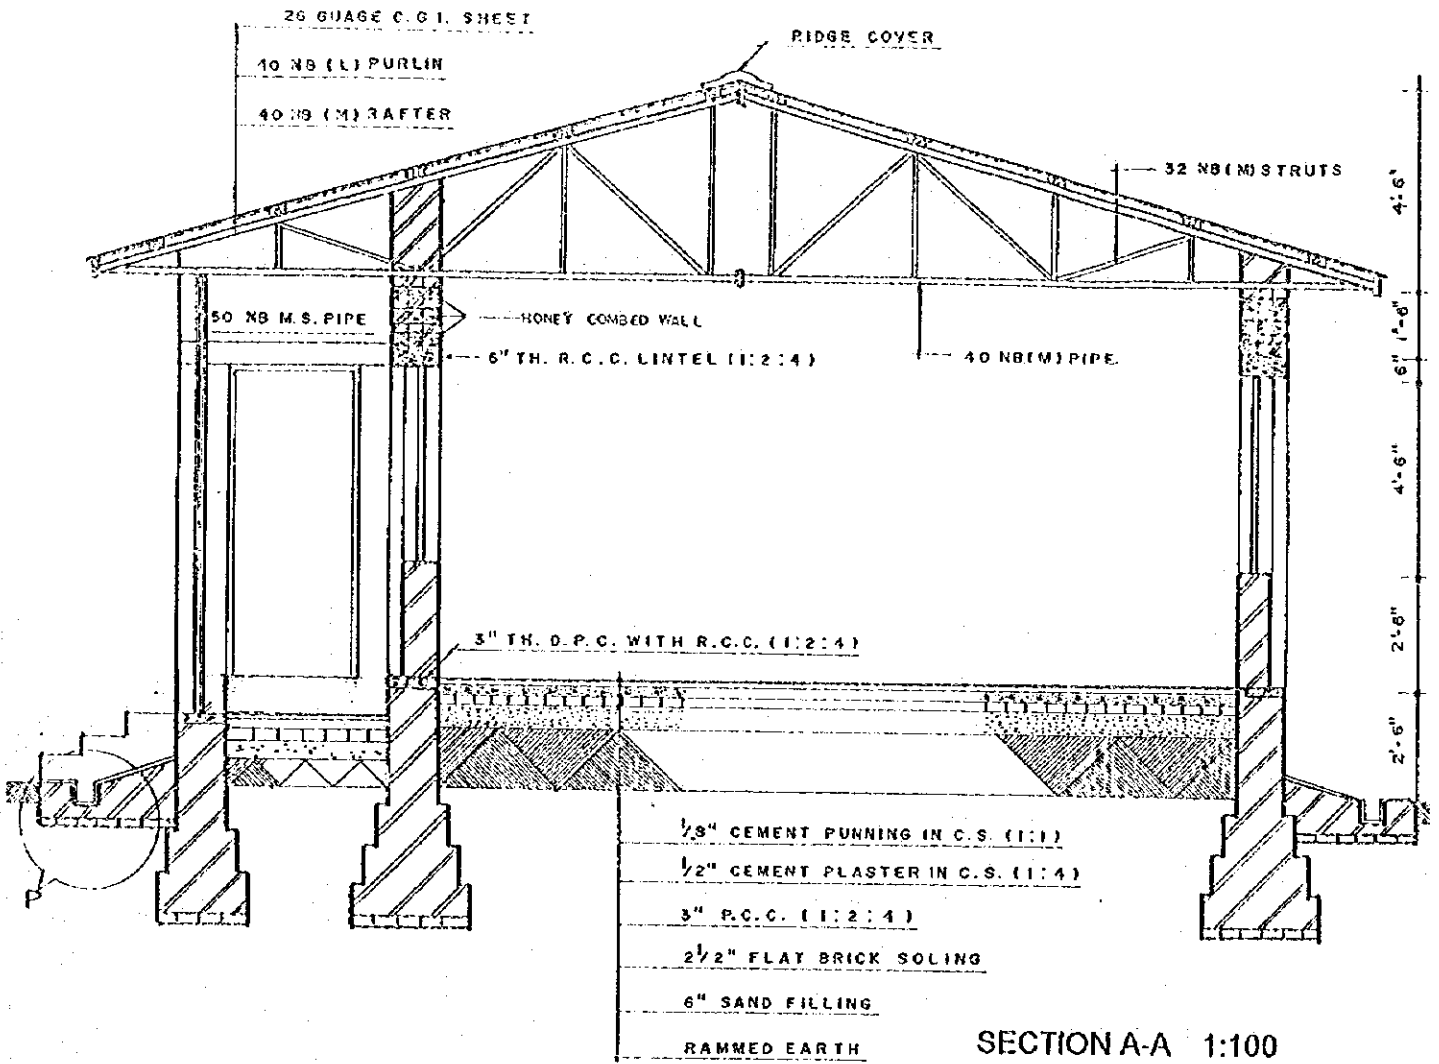 26 GUAGE C.G.I. SHEET
RIDGE COVER
40 NB (L) PURLIN
40 NB (M) RAFTER
32 NB (M) STRUTS
4'-6"
50 NB M.S. PIPE
HONEY COMBED WALL
6" TH. R.C.C. LINTEL (1:2:4)
40 NB (M) PIPE.
1'-6"
6"
4'-6"
3" TH. D.P.C. WITH R.C.C. (1:2:4)
2'-6"
2'-6"
P
1/8" CEMENT PUNNING IN C.S. (1:1)
1/2" CEMENT PLASTER IN C.S. (1:4)
3" P.C.C. (1:2:4)
2 1/2" FLAT BRICK SOLING
6" SAND FILLING
RAMMED EARTH
SECTION A-A 1:100